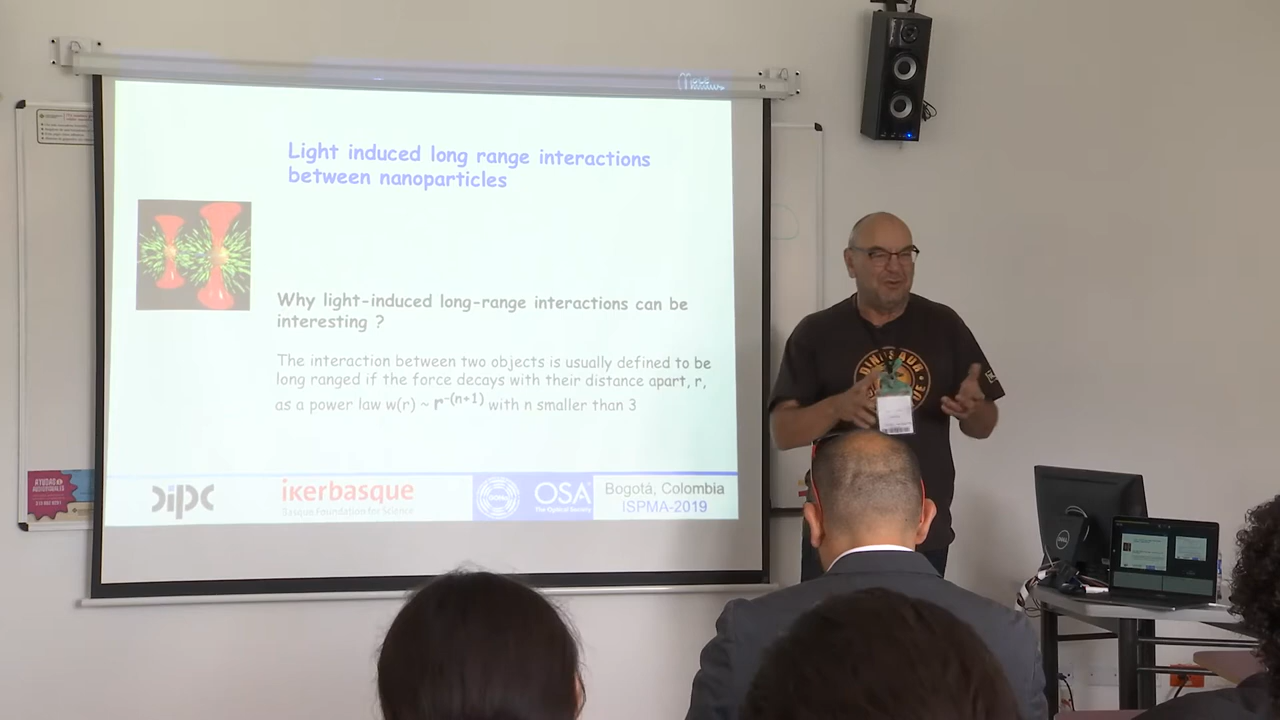 Light induced long range interactions
between nanoparticles
Why light-induced long-range interactions can be
interesting ?
The interaction between two objects is usually defined to be
long ranged if the force decays with their distance apart, r,
as a power law w(r) ~ r-(n+1) with n smaller than 3
dipc
ikerbasque
Basque Foundation for Science
OSA
The Optical Society
Bogotá, Colombia
ISPMA-2019
AYUDAS
DINOSAUR
DELL